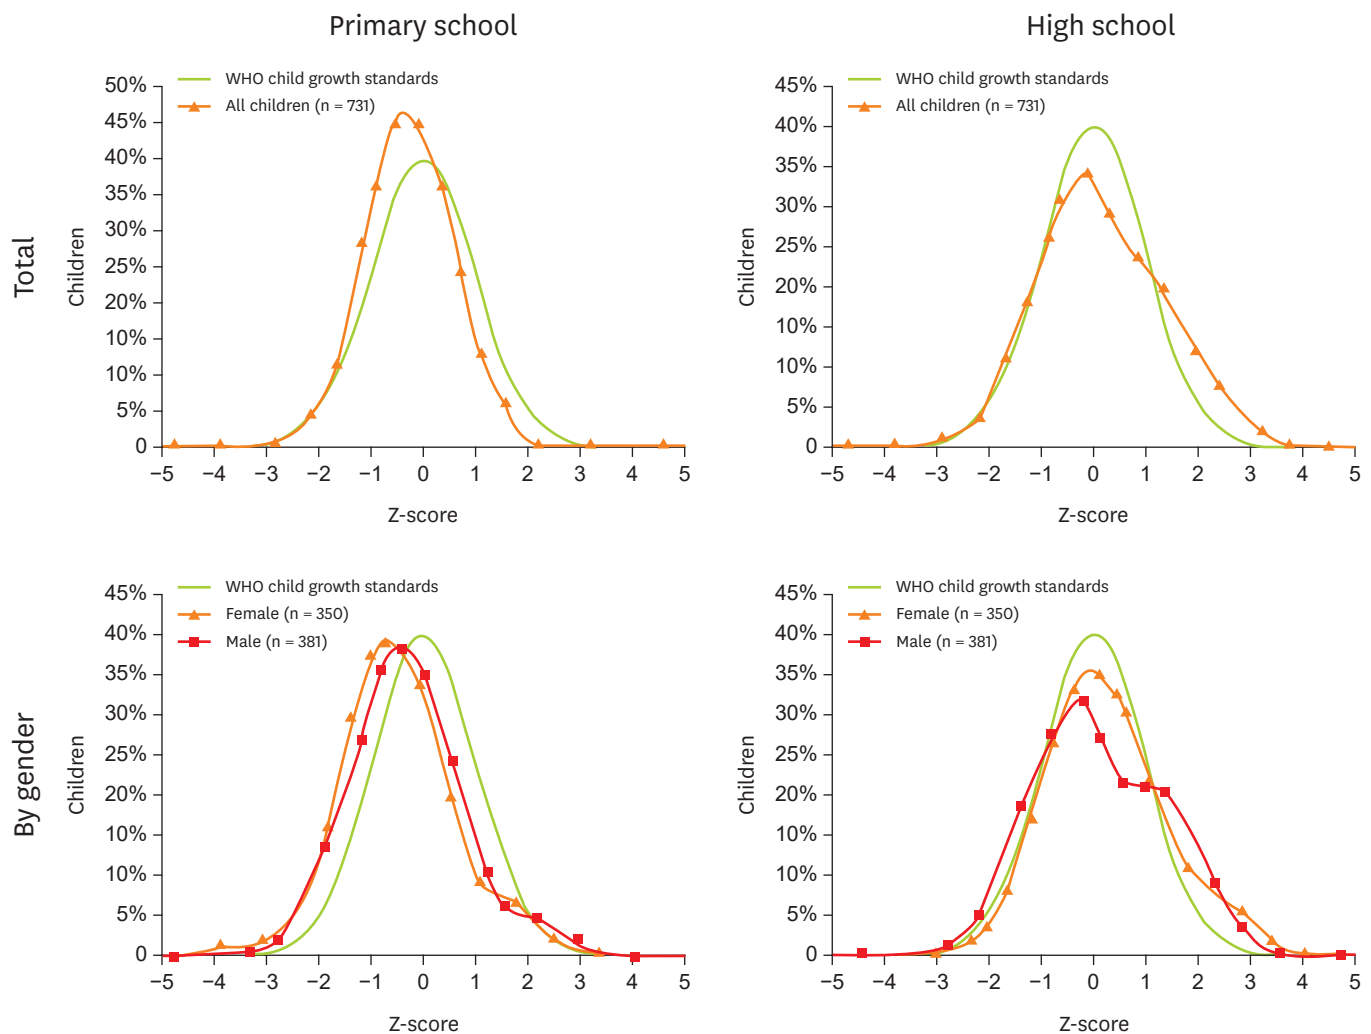 Primary school
High school
Total
Children
50%
45%
40%
35%
30%
25%
20%
10%
10%
5%
0
WHO child growth standards
All children (n = 731)
−5 −4 −3 −2 −1 0 1 2 3 4 5
Z-score
Children
45%
40%
35%
30%
25%
20%
10%
10%
5%
0
WHO child growth standards
All children (n = 731)
−5 −4 −3 −2 −1 0 1 2 3 4 5
Z-score
By gender
Children
45%
40%
35%
30%
25%
20%
10%
10%
5%
0
WHO child growth standards
Female (n = 350)
Male (n = 381)
−5 −4 −3 −2 −1 0 1 2 3 4 5
Z-score
Children
45%
40%
35%
30%
25%
20%
10%
10%
5%
0
WHO child growth standards
Female (n = 350)
Male (n = 381)
−5 −4 −3 −2 −1 0 1 2 3 4 5
Z-score